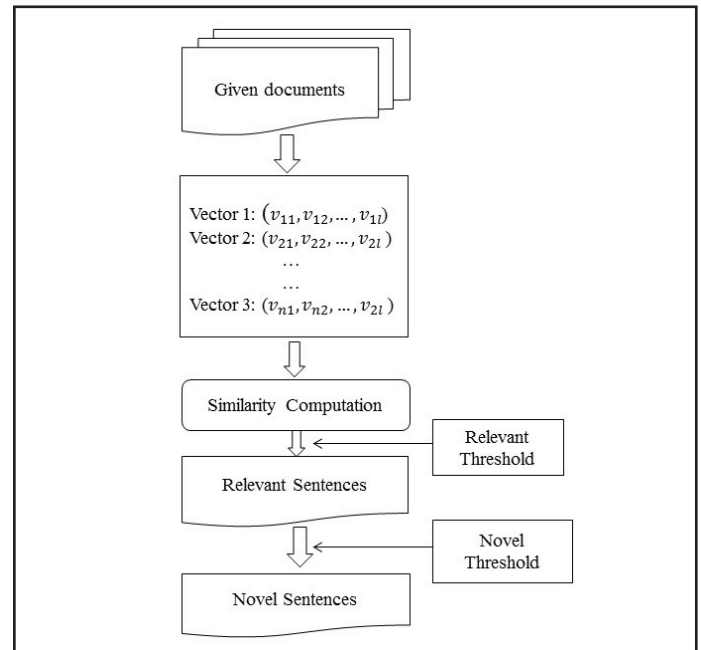 Given documents
Vector 1: (v₁₁, v₁₂, ..., v₁ₗ)
Vector 2: (v₂₁, v₂₂, ..., v₂ₗ )
...
...
Vector 3: (vₙ₁, vₙ₂, ..., v₂ₗ )
Similarity Computation
Relevant
Threshold
Relevant Sentences
Novel
Threshold
Novel Sentences